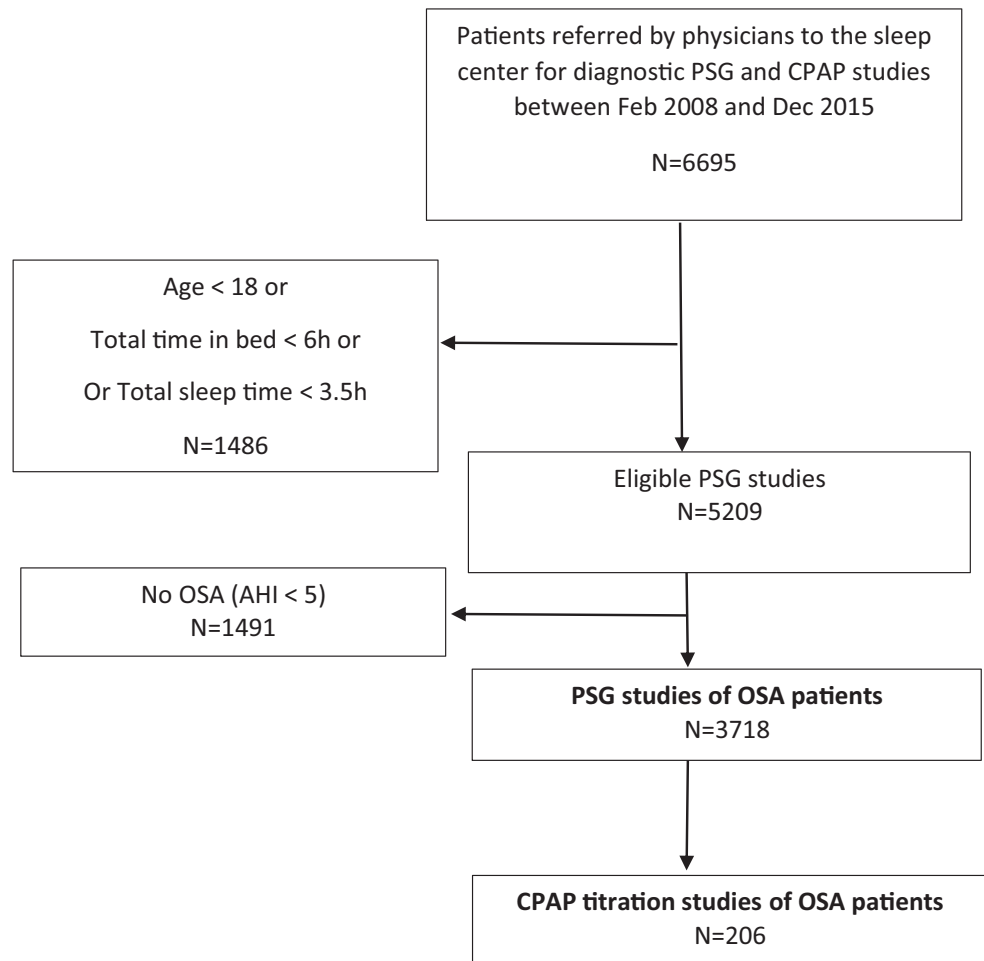 Patients referred by physicians to the sleep
center for diagnostic PSG and CPAP studies
between Feb 2008 and Dec 2015
N=6695
Age < 18 or
Total time in bed < 6h or
Or Total sleep time < 3.5h
N=1486
Eligible PSG studies
N=5209
No OSA (AHI < 5)
N=1491
PSG studies of OSA patients
N=3718
CPAP titration studies of OSA patients
N=206